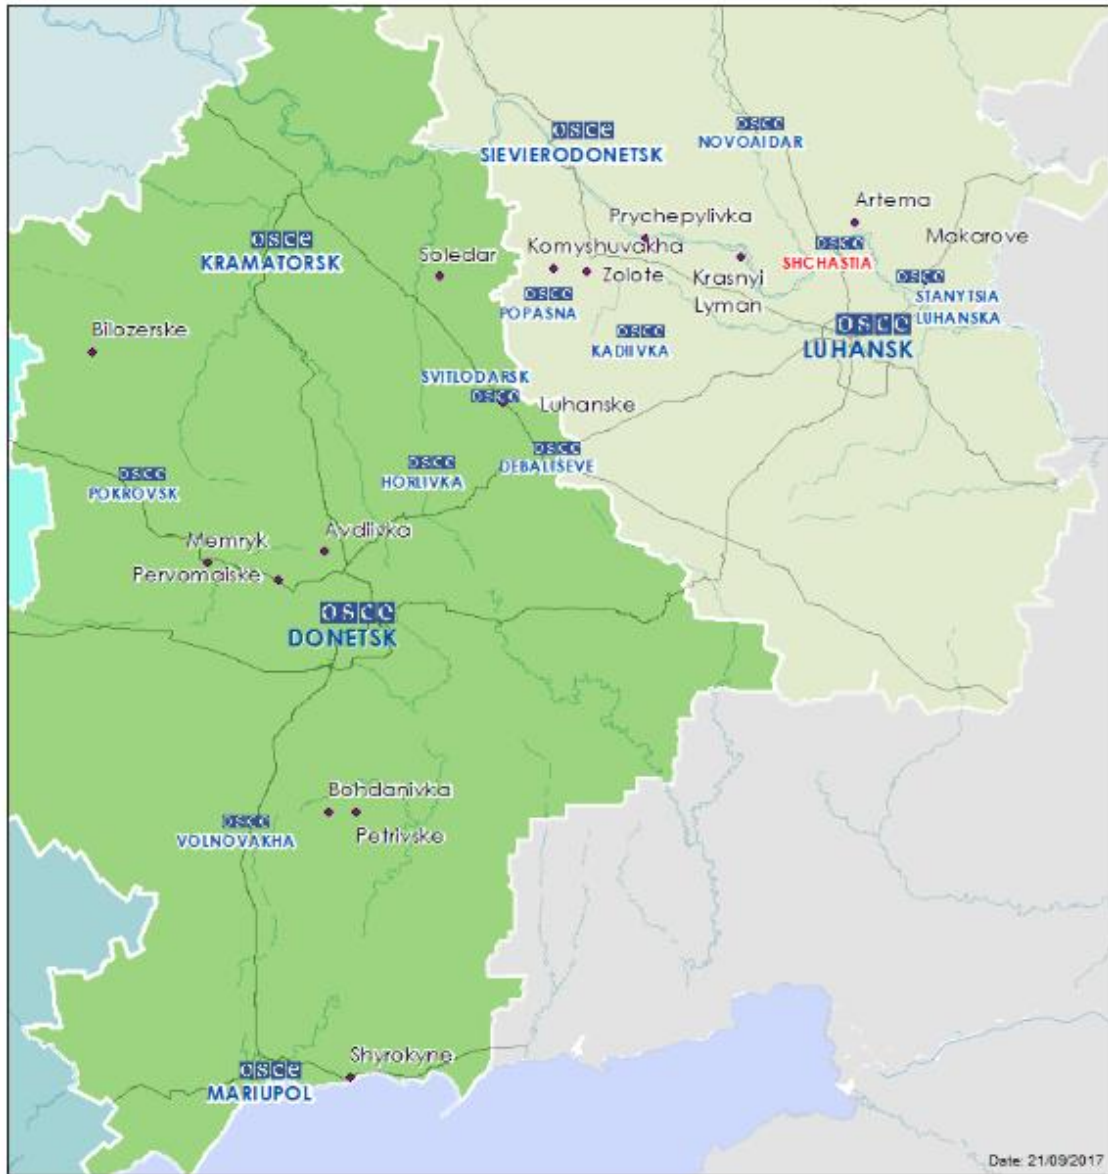 osce
SIEVIERODONETSK
osce
NOVOAIDAR
Artema
Prychepylivka
Makarove
osce
KRAMATORSK
Soledar
Komyshuvakha
Zolote
Krasnyi
Lyman
osce
SHCHASTIA
osce
STANYTSIA
LUHANSKA
osce
POPASNA
osce
KADIIVKA
osce
LUHANSK
Bilozerske
SVITLODARSK
osce
Luhanske
osce
DEBALTSEVE
osce
HORLIVKA
osce
POKROVSK
Memryk
Avdiivka
Pervomaiske
osce
DONETSK
Bohdanivka
Petrivske
osce
VOLNOVAKHA
Shyrokyne
osce
MARIUPOL
Date: 21/09/2017